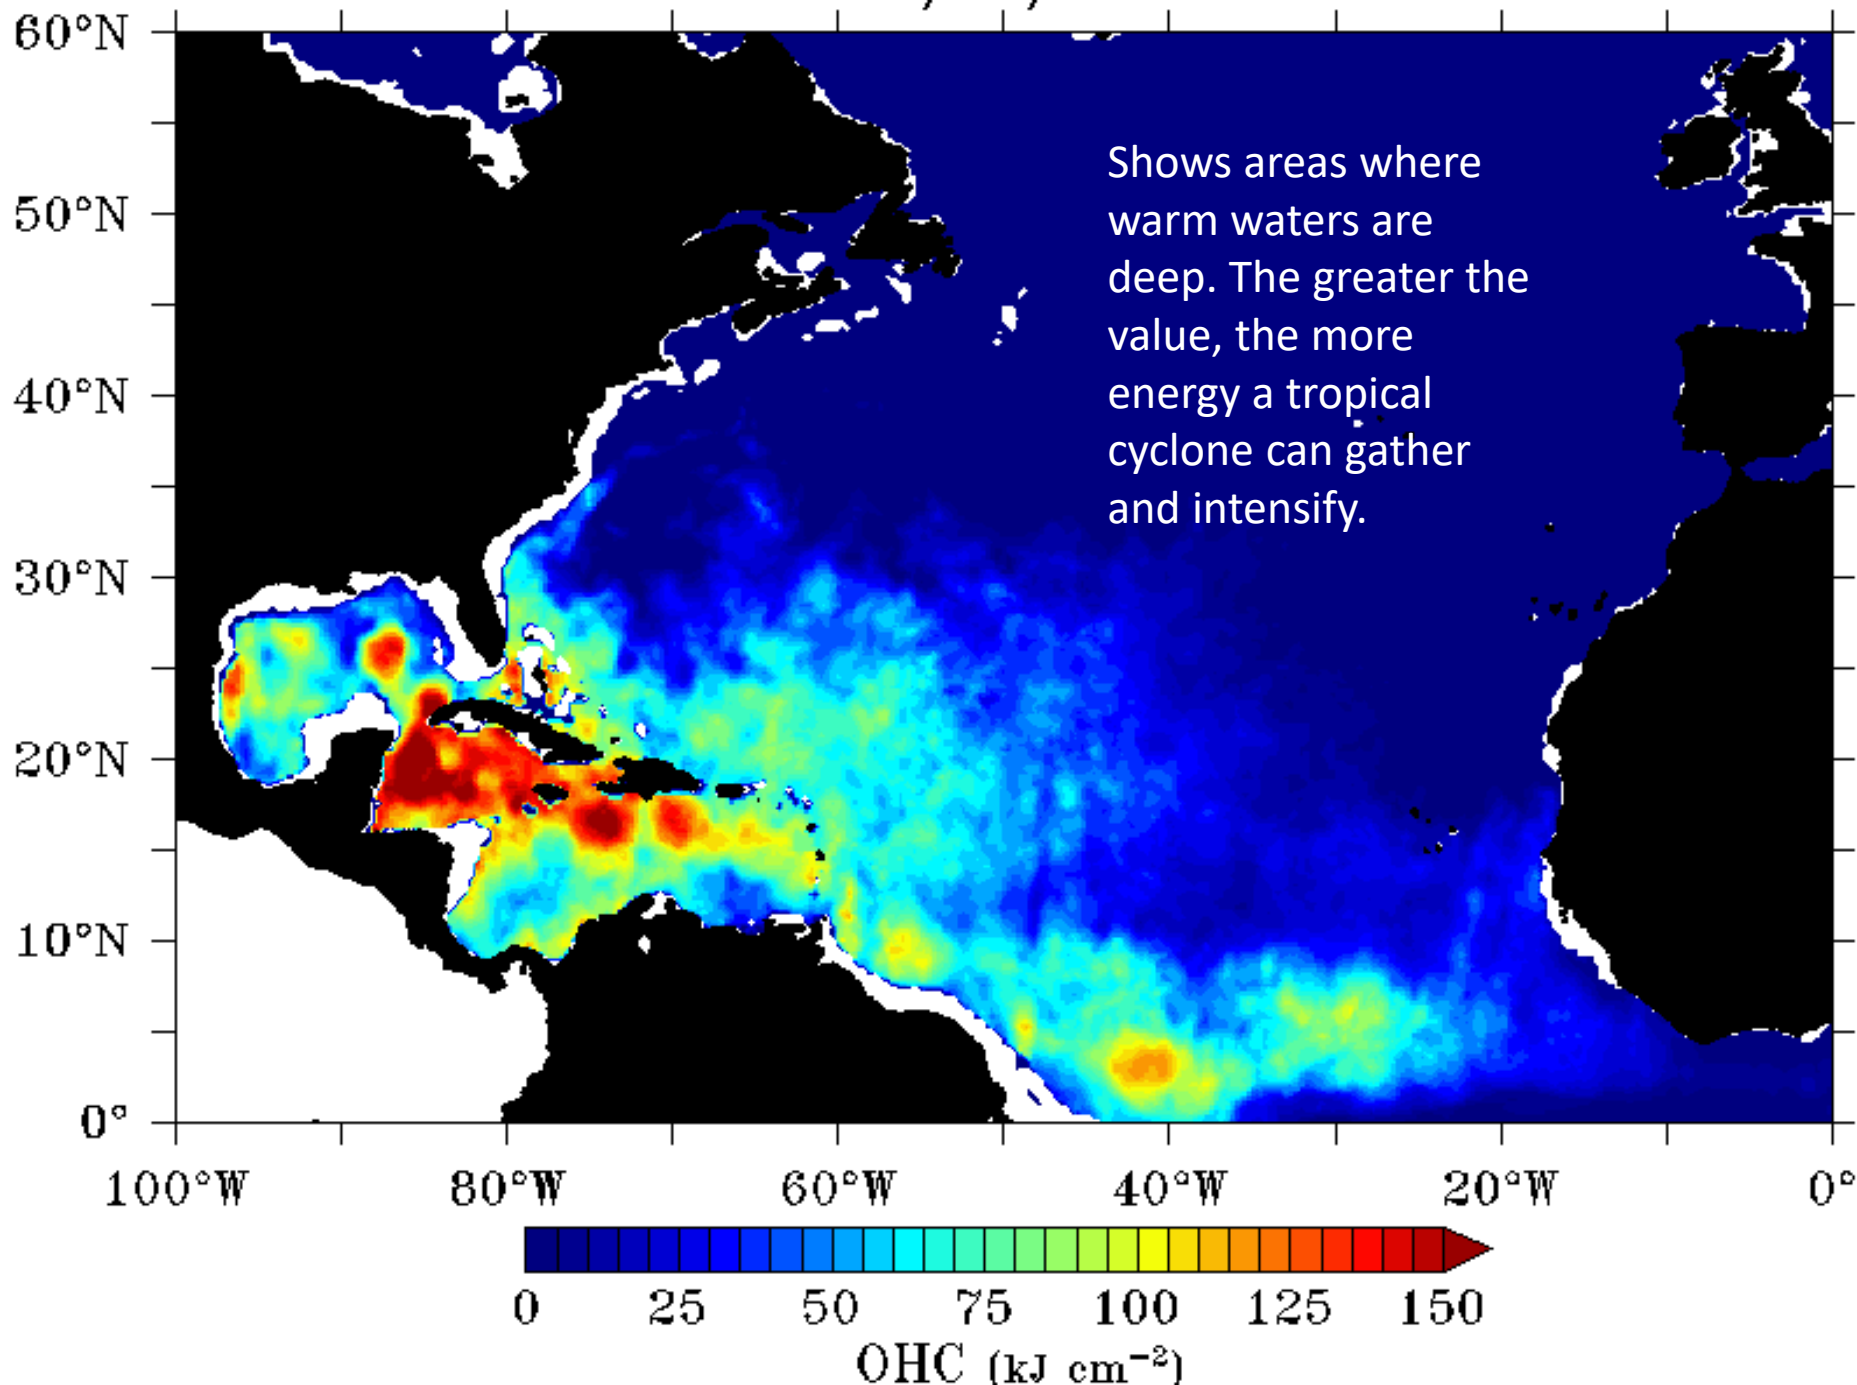 60°N
50°N
40°N
30°N
20°N
10°N
0°
Shows areas where
warm waters are
deep. The greater the
value, the more
energy a tropical
cyclone can gather
and intensify.
100°W 80°W 60°W 40°W 20°W 0°
0 25 50 75 100 125 150
OHC (kJ cm⁻²)